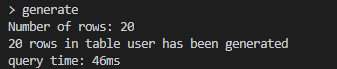 > generate
Number of rows: 20
20 rows in table user has been generated
query time: 46ms